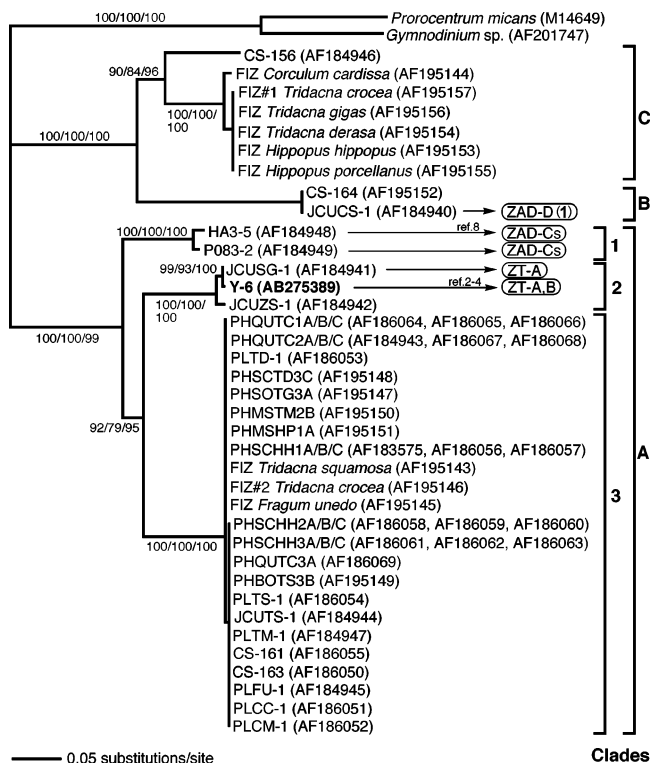 100/100/100
Prorocentrum micans (M14649)
Gymnodinium sp. (AF201747)
CS-156 (AF184946)
90/84/96
FIZ Corculum cardissa (AF195144)
FIZ#1 Tridacna crocea (AF195157)
100/100/
100
FIZ Tridacna gigas (AF195156)
FIZ Tridacna derasa (AF195154)
C
100/100/100
FIZ Hippopus hippopus (AF195153)
FIZ Hippopus porcellanus (AF195155)
CS-164 (AF195152)
B
JCUCS-1 (AF184940)
ZAD-D (1)
HA3-5 (AF184948)
ref.8
ZAD-Cs
100/100/100
1
P083-2 (AF184949)
ZAD-Cs
99/93/100
JCUSG-1 (AF184941)
ZT-A
Y-6 (AB275389)
ref.2-4
ZT-A,B
2
100/100/
100
JCUZS-1 (AF184942)
PHQUTC1A/B/C (AF186064, AF186065, AF186066)
100/100/99
PHQUTC2A/B/C (AF184943, AF186067, AF186068)
PLTD-1 (AF186053)
PHSCTD3C (AF195148)
PHSOTG3A (AF195147)
PHMSTM2B (AF195150)
92/79/95
PHMSHP1A (AF195151)
PHSCHH1A/B/C (AF183575, AF186056, AF186057)
A
FIZ Tridacna squamosa (AF195143)
FIZ#2 Tridacna crocea (AF195146)
3
FIZ Fragum unedo (AF195145)
PHSCHH2A/B/C (AF186058, AF186059, AF186060)
100/100/100
PHSCHH3A/B/C (AF186061, AF186062, AF186063)
PHQUTC3A (AF186069)
PHBOTS3B (AF195149)
PLTS-1 (AF186054)
JCUTS-1 (AF184944)
PLTM-1 (AF184947)
CS-161 (AF186055)
CS-163 (AF186050)
PLFU-1 (AF184945)
PLCC-1 (AF186051)
PLCM-1 (AF186052)
0.05 substitutions/site
Clades